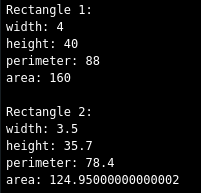 Rectangle 1:
width: 4
height: 40
perimeter: 88
area: 160

Rectangle 2:
width: 3.5
height: 35.7
perimeter: 78.4
area: 124.95000000000002